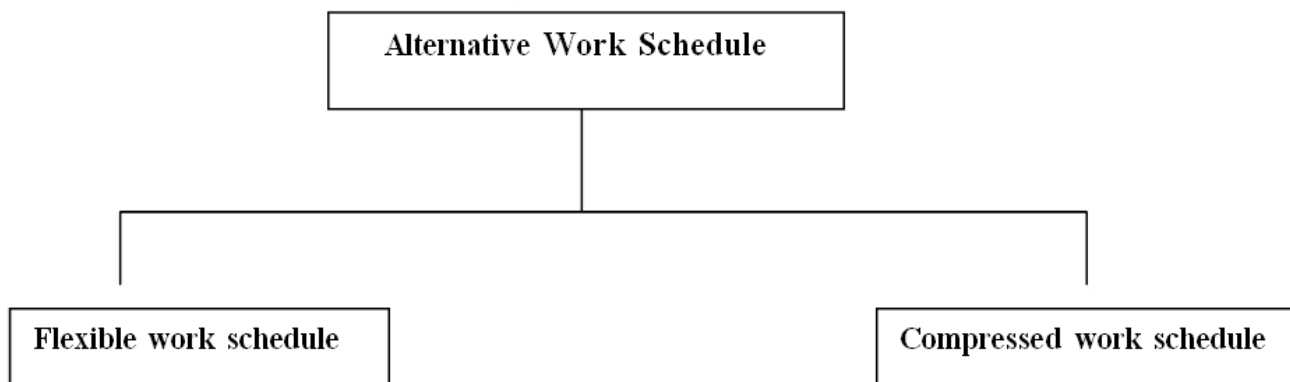 Alternative Work Schedule
Flexible work schedule
Compressed work schedule